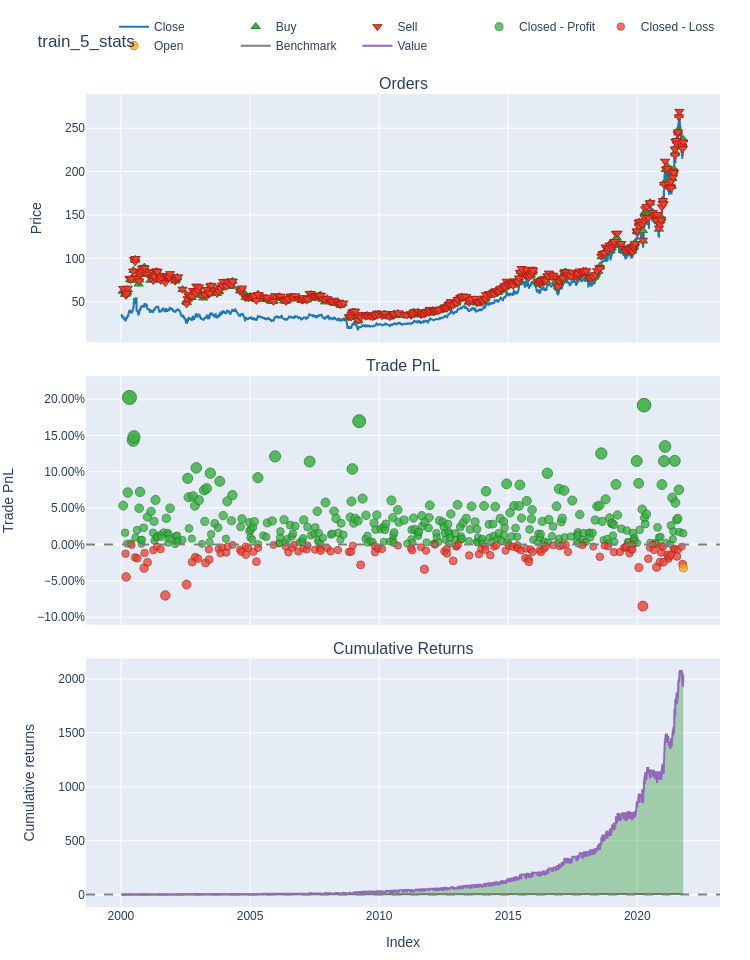 train_5_stats
Close
Buy
Sell
Closed - Profit
Closed - Loss
Open
Benchmark
Value
Orders
Price
250
200
150
100
50
Trade PnL
Trade PnL
20.00%
15.00%
10.00%
5.00%
0.00%
−5.00%
−10.00%
Cumulative Returns
Cumulative returns
2000
1500
1000
500
0
2000
2005
2010
2015
2020
Index